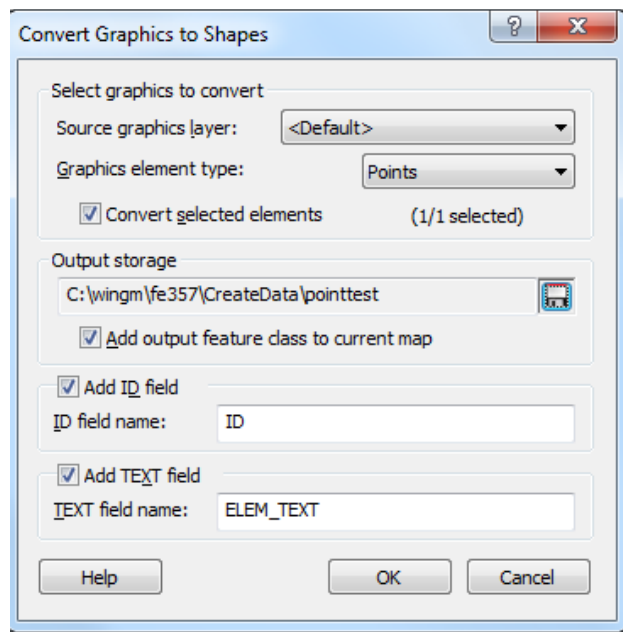 Convert Graphics to Shapes
?
X
Select graphics to convert
Source graphics layer: <Default>
Graphics element type: Points
Convert selected elements (1/1 selected)
Output storage
C:\wingm\fe357\CreateData\pointtest
Add output feature class to current map
Add ID field
ID field name: ID
Add TEXT field
TEXT field name: ELEM_TEXT
Help OK Cancel